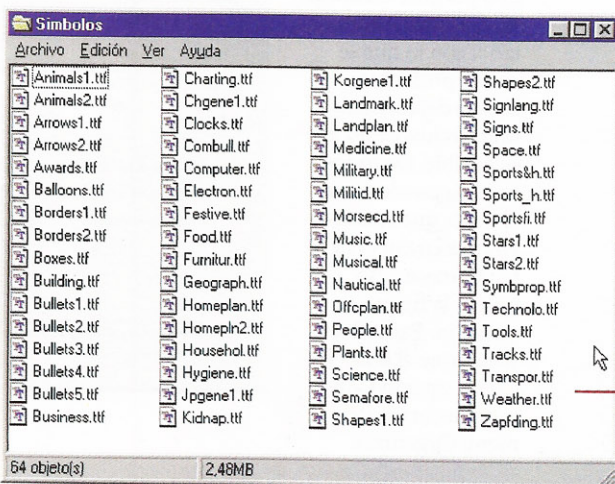 Simbolos
Archivo Edición Ver Ayuda
Animals1.ttf
Animals2.ttf
Arrows1.ttf
Arrows2.ttf
Awards.ttf
Balloons.ttf
Borders1.ttf
Borders2.ttf
Boxes.ttf
Building.ttf
Bullets1.ttf
Bullets2.ttf
Bullets3.ttf
Bullets4.ttf
Bullets5.ttf
Business.ttf
Charting.ttf
Chgene1.ttf
Clocks.ttf
Combull.ttf
Computer.ttf
Electron.ttf
Festive.ttf
Food.ttf
Furnitur.ttf
Geograph.ttf
Homeplan.ttf
Homepln2.ttf
Househol.ttf
Hygiene.ttf
Jpgene1.ttf
Kidnap.ttf
Korgene1.ttf
Landmark.ttf
Landplan.ttf
Medicine.ttf
Military.ttf
Militid.ttf
Morsecd.ttf
Music.ttf
Musical.ttf
Nautical.ttf
Offcplan.ttf
People.ttf
Plants.ttf
Science.ttf
Semafore.ttf
Shapes1.ttf
Shapes2.ttf
Signlang.ttf
Signs.ttf
Space.ttf
Sports&h.ttf
Sports_h.ttf
Sportsfi.ttf
Stars1.ttf
Stars2.ttf
Symbprop.ttf
Technolo.ttf
Tools.ttf
Tracks.ttf
Transpor.ttf
Weather.ttf
Zapfding.ttf
64 objeto(s) 2,48MB